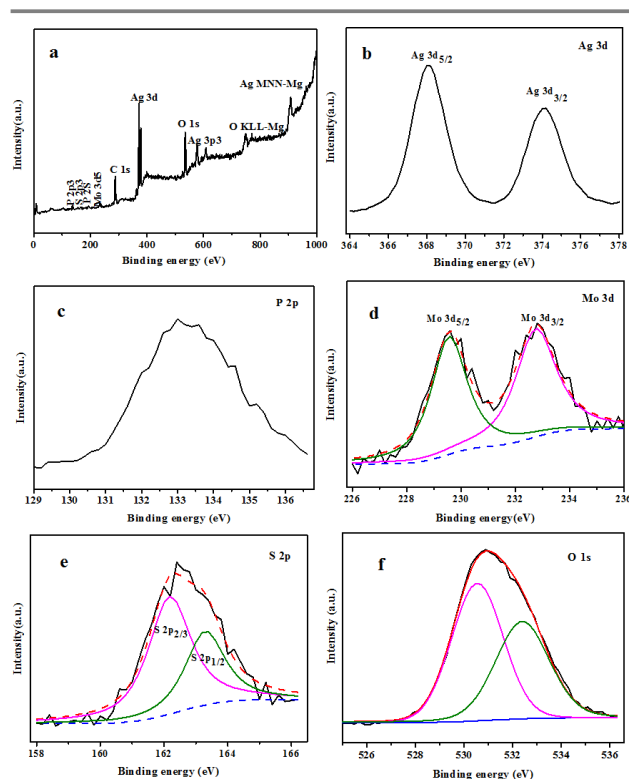 a
Ag MNN-Mg
Ag 3d
O 1s
Ag 3p3
O KLL-Mg
C 1s
P 2p3
S 2p3
P 2S
Mo 3d5
Intensity(a.u.)
0 200 400 600 800 1000
Binding energy (eV)
b
Ag 3d
Ag 3d5/2
Ag 3d3/2
Intensity(a.u.)
364 366 368 370 372 374 376 378
Binding energy (eV)
c
P 2p
Intensity(a.u.)
129 130 131 132 133 134 135 136
Binding energy (eV)
d
Mo 3d
Mo 3d5/2
Mo 3d3/2
Intensity(a.u.)
226 228 230 232 234 236
Binding energy(eV)
e
S 2p
S 2p2/3
S 2p1/2
Intensity(a.u.)
158 160 162 164 166
Binding energy (eV)
f
O 1s
Intensity(a.u.)
526 528 530 532 534 536
Binding energy (eV)